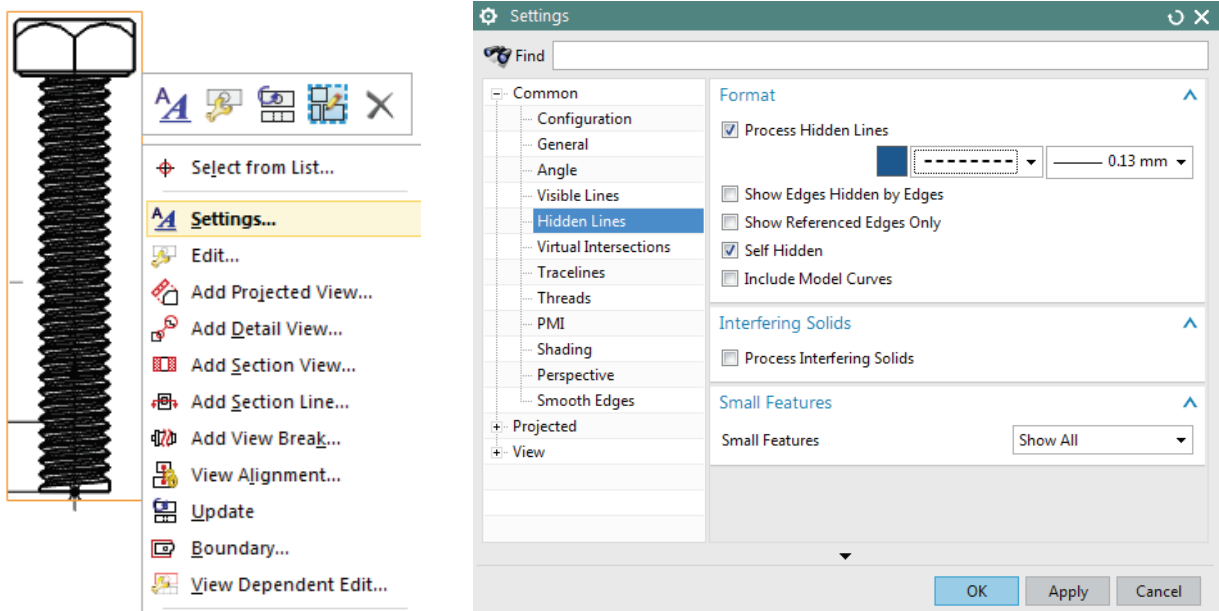 Select from List...
Settings...
Edit...
Add Projected View...
Add Detail View...
Add Section View...
Add Section Line...
Add View Break...
View Alignment...
Update
Boundary...
View Dependent Edit...
Settings
Find
Common
Configuration
General
Angle
Visible Lines
Hidden Lines
Virtual Intersections
Tracelines
Threads
PMI
Shading
Perspective
Smooth Edges
Projected
View
Format
Process Hidden Lines
0.13 mm
Show Edges Hidden by Edges
Show Referenced Edges Only
Self Hidden
Include Model Curves
Interfering Solids
Process Interfering Solids
Small Features
Small Features Show All
OK Apply Cancel